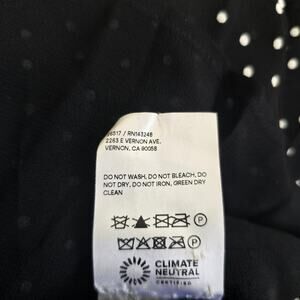 26517 / RN143248
2263 E VERNON AVE.
VERNON, CA 90058
DO NOT WASH, DO NOT BLEACH, DO
NOT DRY, DO NOT IRON, GREEN DRY
CLEAN
P
P
CLIMATE
NEUTRAL
CERTIFIED